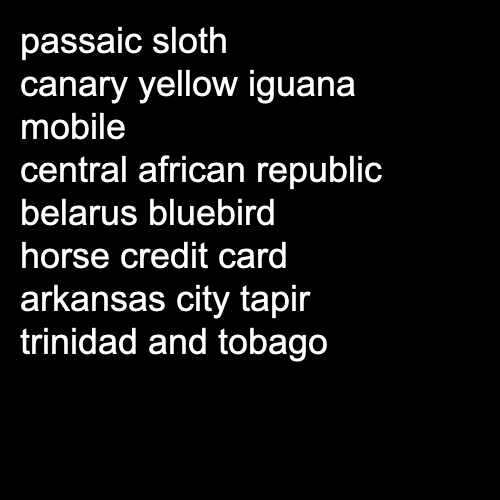 passaic sloth
canary yellow iguana
mobile
central african republic
belarus bluebird
horse credit card
arkansas city tapir
trinidad and tobago